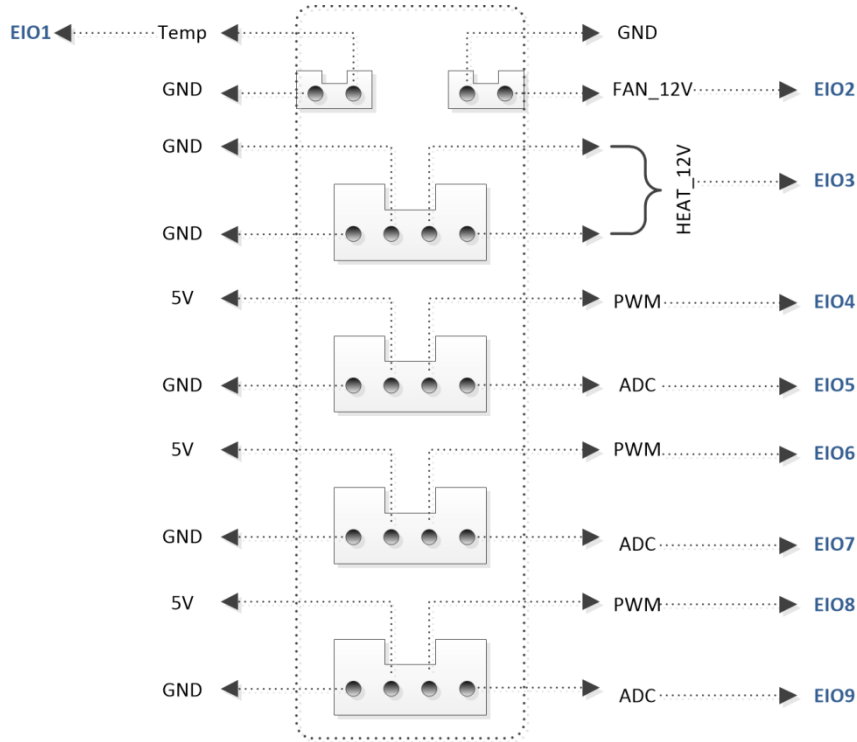 EIO1 Temp GND
GND FAN_12V EIO2
GND
HEAT_12V EIO3
GND
5V PWM EIO4
GND ADC EIO5
5V PWM EIO6
GND ADC EIO7
5V PWM EIO8
GND ADC EIO9